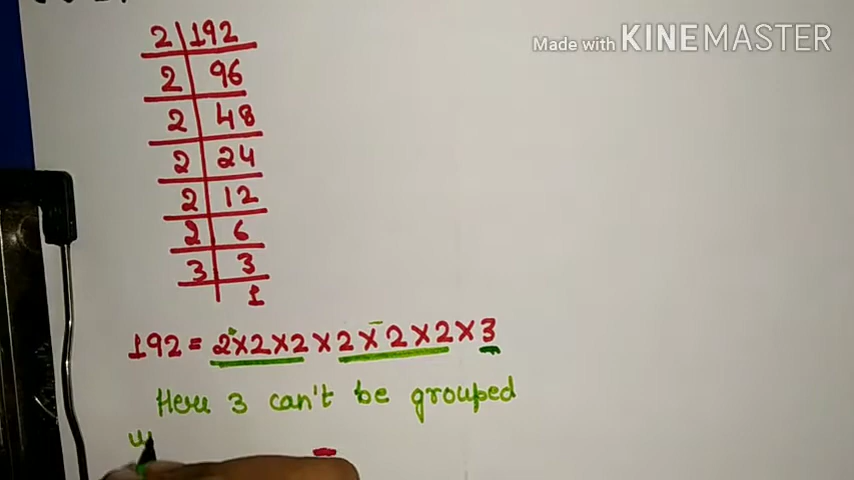 Made with KINEMASTER
2 192
2 96
2 48
2 24
2 12
2 6
3 3
1
192 = 2×2×2×2×2×2×3
Here 3 can't be grouped